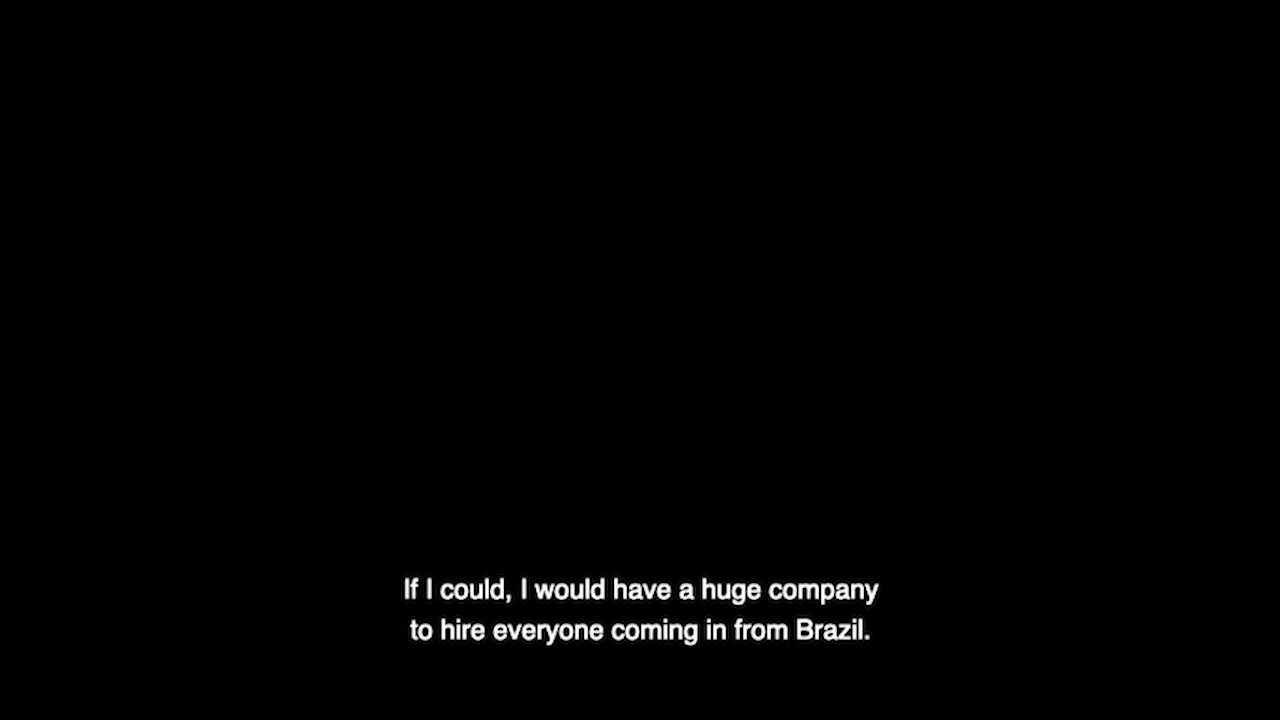 If I could, I would have a huge company
to hire everyone coming in from Brazil.